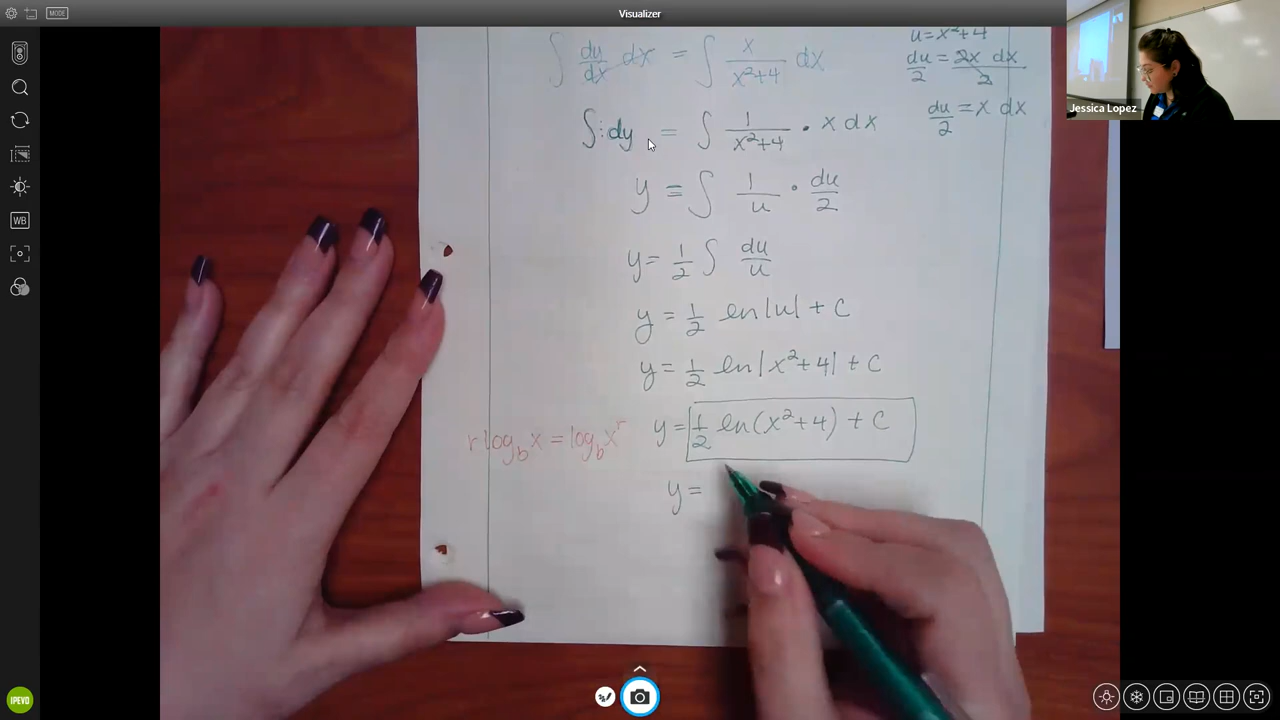 MODE
Visualizer
Jessica Lopez
∫ du/dx dx = ∫ x/x²+4 dx
∫ dy = ∫ 1/x²+4 • x dx
y = ∫ 1/u • du/2
y = 1/2 ∫ du/u
y = 1/2 ln|u| + C
y = 1/2 ln|x²+4| + C
y = 1/2 ln(x²+4) + C
y =
r log_b x = log_b x^r
u = x²+4
du/2 = 2x dx/2
du/2 = x dx
WB
IPEVO